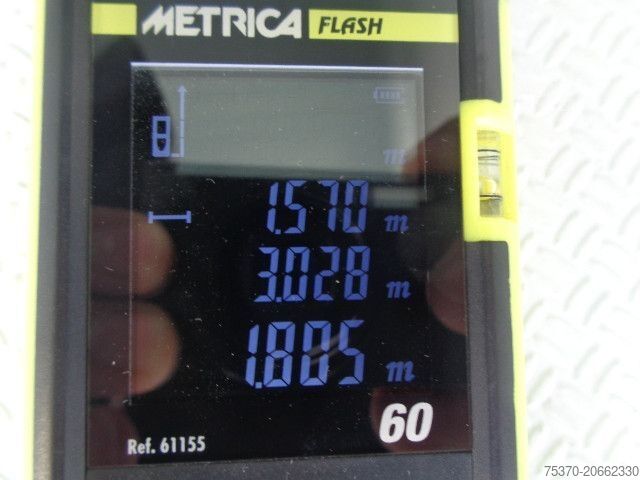 METRICA FLASH
m
1.570 m
3.028 m
1.805 m
60
Ref. 61155
75370-20662330